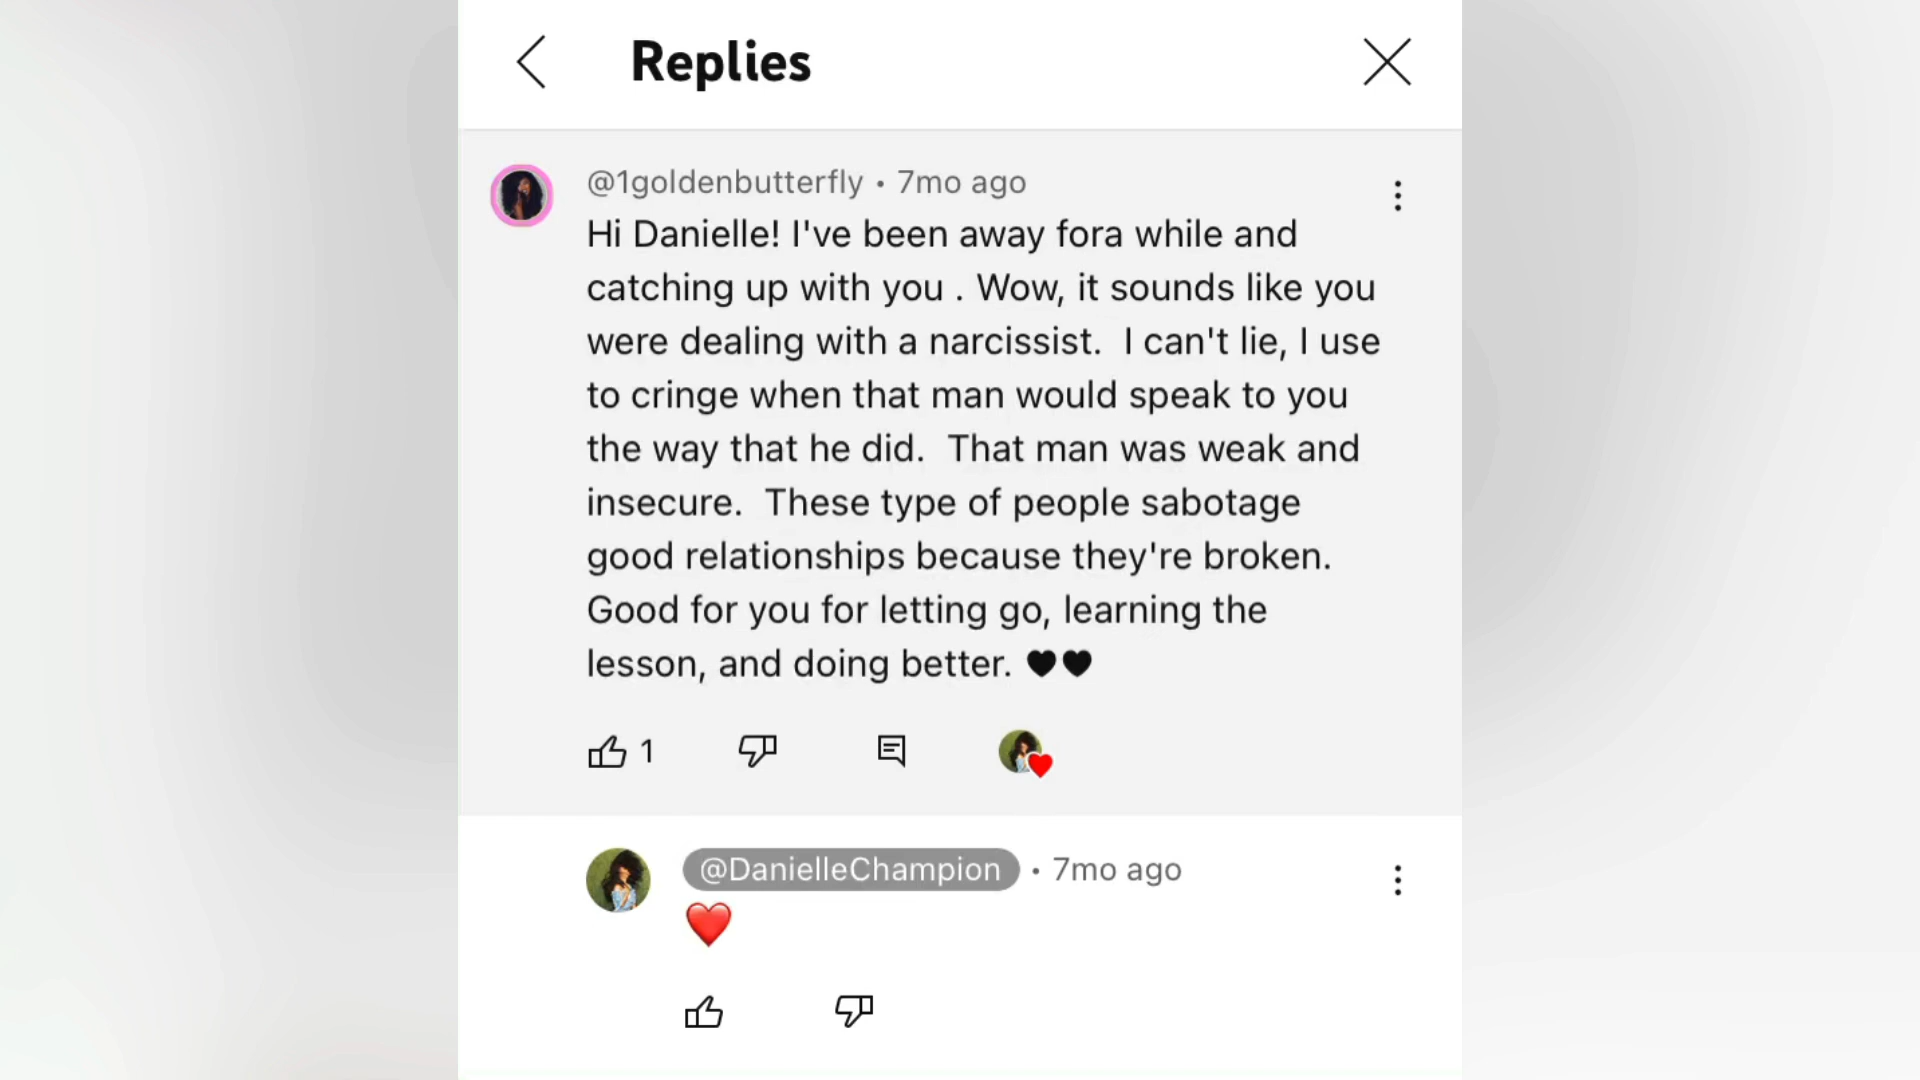 Replies
@1goldenbutterfly • 7mo ago
Hi Danielle! I've been away fora while and
catching up with you . Wow, it sounds like you
were dealing with a narcissist.  I can't lie, I use
to cringe when that man would speak to you
the way that he did.  That man was weak and
insecure.  These type of people sabotage
good relationships because they're broken.
Good for you for letting go, learning the
lesson, and doing better. 🖤🖤
1
@DanielleChampion • 7mo ago
❤️